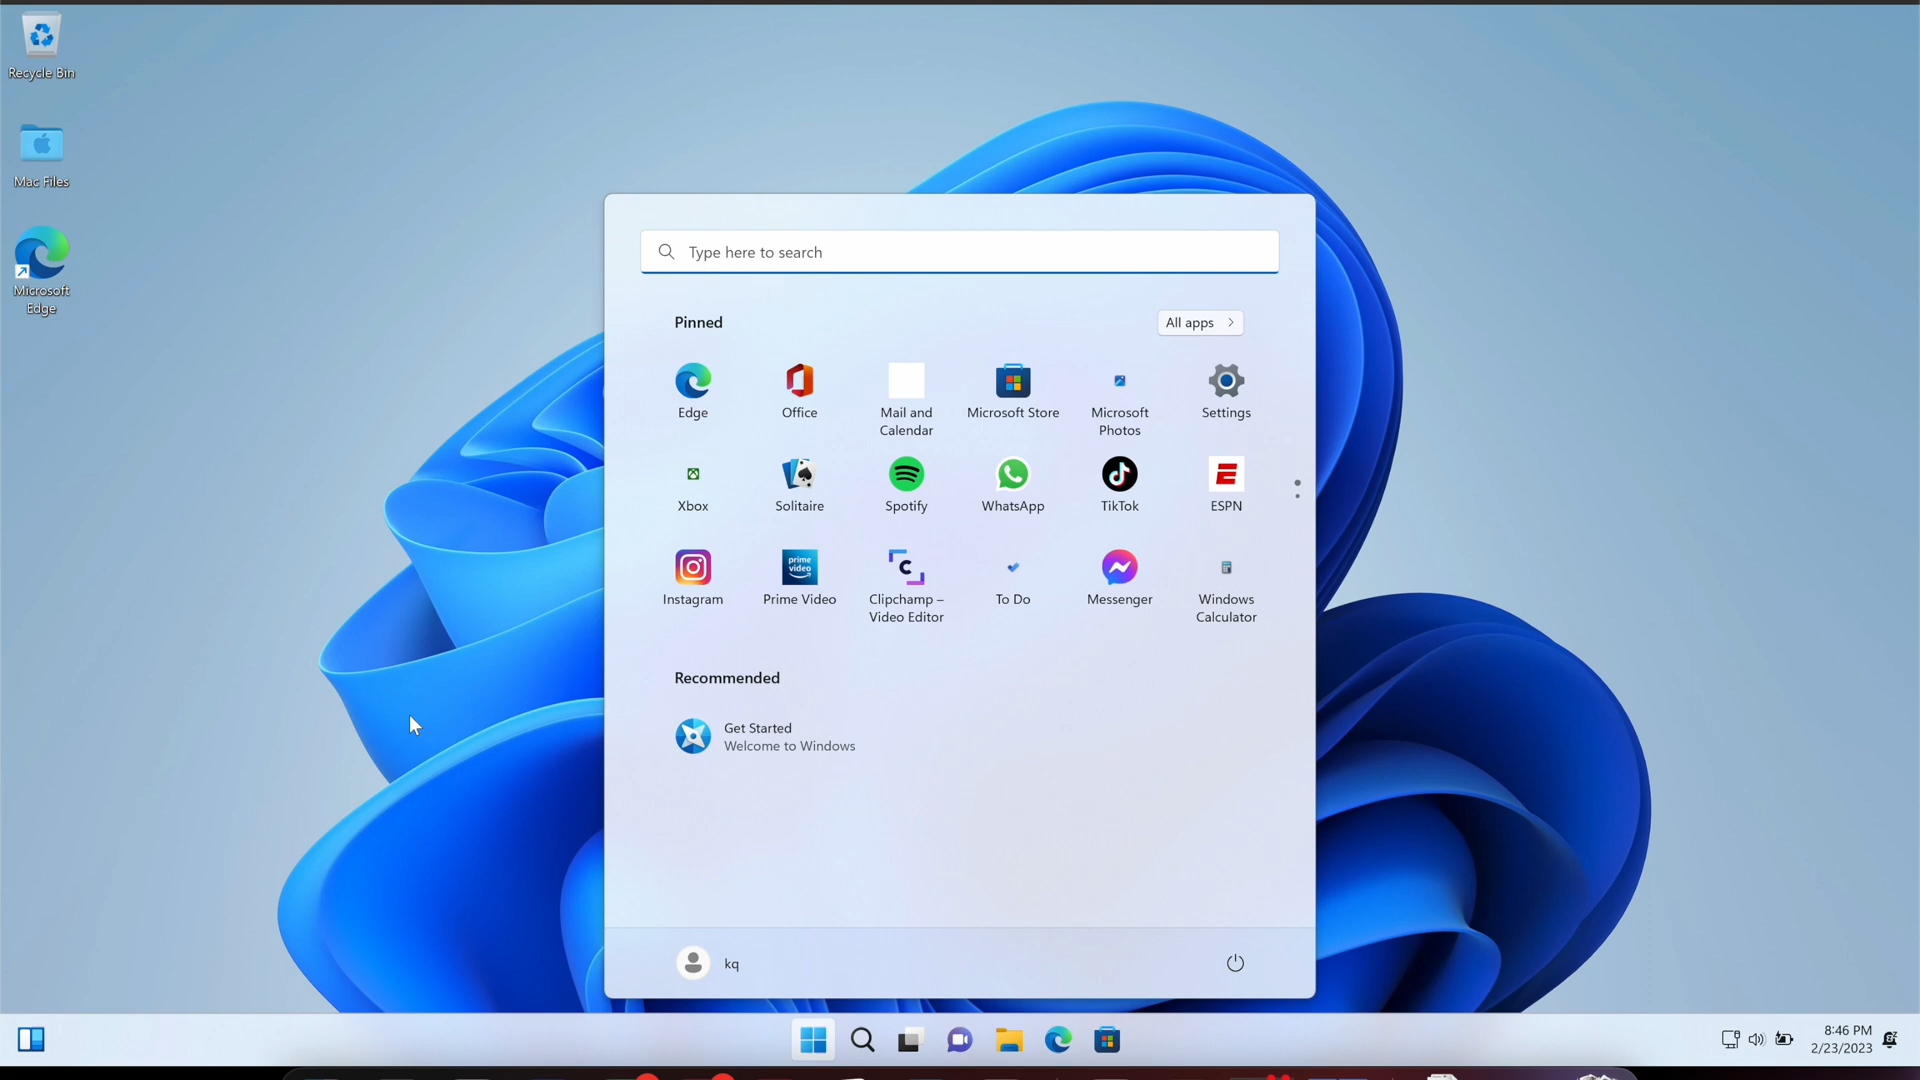 Recycle Bin
Mac Files
Microsoft
Edge
Type here to search
Pinned
All apps
Edge
Office
Mail and
Calendar
Microsoft Store
Microsoft
Photos
Settings
Xbox
Solitaire
Spotify
WhatsApp
TikTok
ESPN
Instagram
prime
video
Prime Video
Clipchamp –
Video Editor
To Do
Messenger
Windows
Calculator
Recommended
Get Started
Welcome to Windows
kq
8:46 PM
2/23/2023